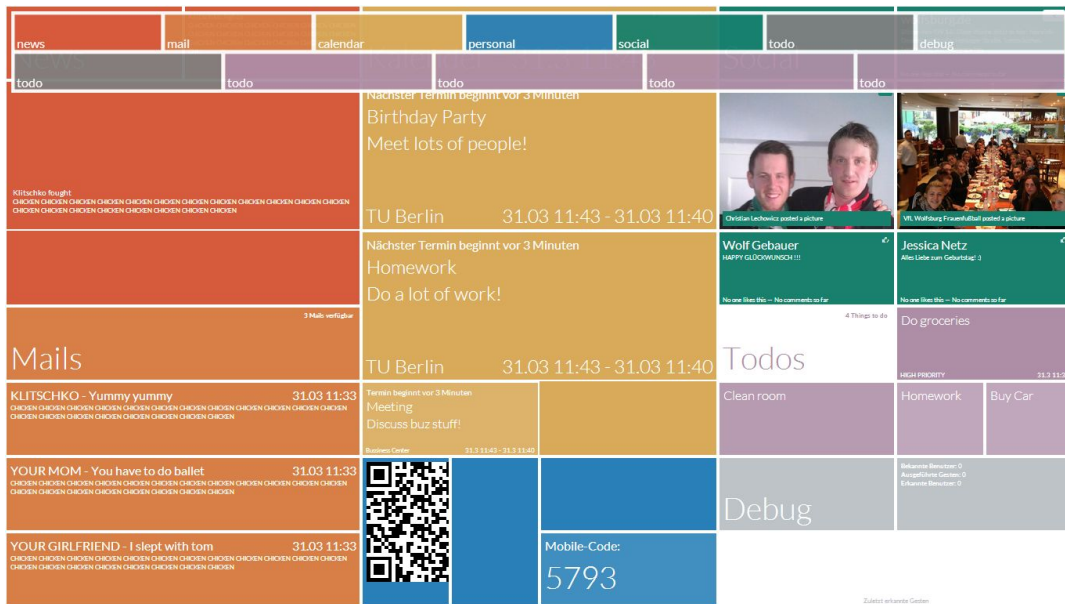 news
mail
calendar
personal
social
todo
debug
todo
todo
todo
todo
todo
News
Social
Klitschko fought
CHICKEN CHICKEN CHICKEN CHICKEN CHICKEN CHICKEN CHICKEN CHICKEN CHICKEN CHICKEN CHICKEN CHICKEN
CHICKEN CHICKEN CHICKEN CHICKEN CHICKEN CHICKEN CHICKEN CHICKEN
3 Mails verfügbar
Mails
KLITSCHKO - Yummy yummy
31.03 11:33
CHICKEN CHICKEN CHICKEN CHICKEN CHICKEN CHICKEN CHICKEN CHICKEN CHICKEN CHICKEN CHICKEN CHICKEN
CHICKEN CHICKEN CHICKEN CHICKEN CHICKEN CHICKEN CHICKEN CHICKEN
YOUR MOM - You have to do ballet
31.03 11:33
CHICKEN CHICKEN CHICKEN CHICKEN CHICKEN CHICKEN CHICKEN CHICKEN CHICKEN CHICKEN CHICKEN CHICKEN
CHICKEN CHICKEN CHICKEN CHICKEN CHICKEN CHICKEN CHICKEN CHICKEN
YOUR GIRLFRIEND - I slept with tom
31.03 11:33
CHICKEN CHICKEN CHICKEN CHICKEN CHICKEN CHICKEN CHICKEN CHICKEN CHICKEN CHICKEN CHICKEN CHICKEN
CHICKEN CHICKEN CHICKEN CHICKEN CHICKEN CHICKEN CHICKEN CHICKEN
Nächster Termin beginnt vor 3 Minuten
Birthday Party
Meet lots of people!
TU Berlin
31.03 11:43 - 31.03 11:40
Nächster Termin beginnt vor 3 Minuten
Homework
Do a lot of work!
TU Berlin
31.03 11:43 - 31.03 11:40
Termin beginnt vor 3 Minuten
Meeting
Discuss buz stuff!
Business Center
31.3 11:43 - 31.3 11:40
Mobile-Code:
5793
Christian Lechowicz posted a picture
VfL Wolfsburg Frauenfußball posted a picture
Wolf Gebauer
HAPPY GLÜCKWUNSCH !!!
No one likes this — No comments so far
Jessica Netz
Alles Liebe zum Geburtstag! :)
No one likes this — No comments so far
4 Things to do
Todos
Do groceries
HIGH PRIORITY
Clean room
Homework
Buy Car
Debug
Bekannte Benutzer: 0
Ausgeführte Gesten: 0
Erkannte Benutzer: 0
Zuletzt erkannte Gesten